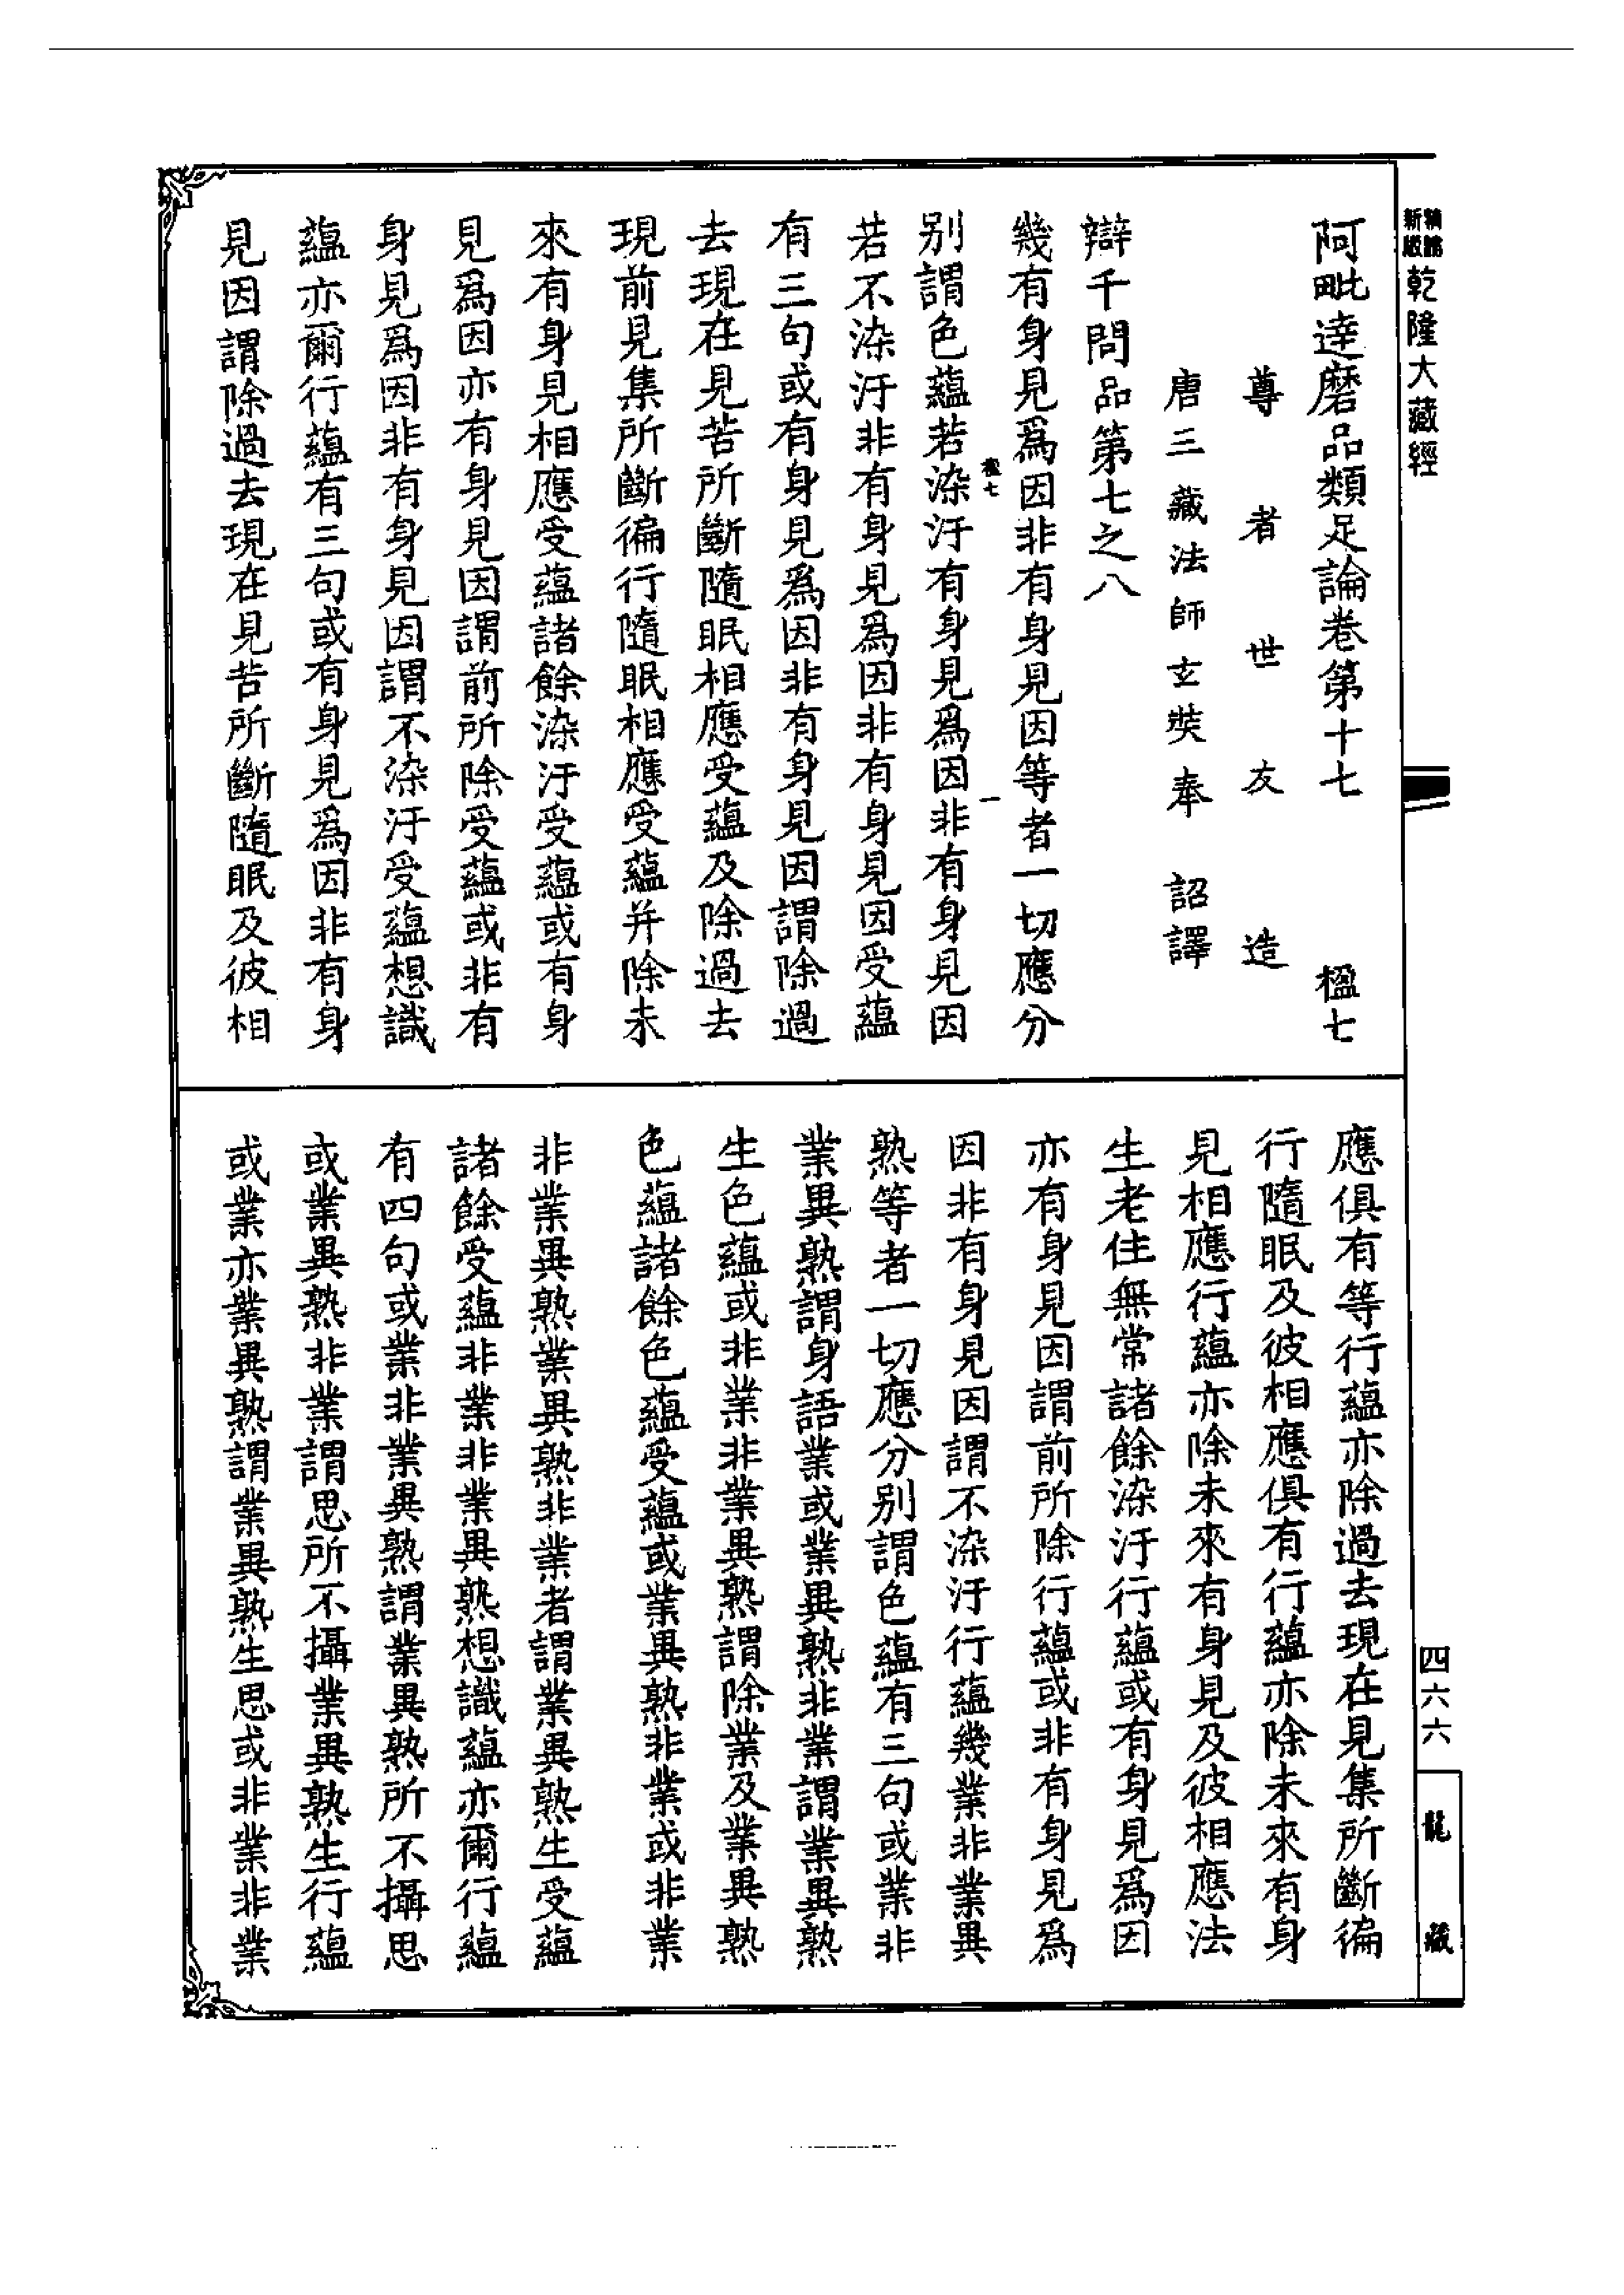 新編縮版乾隆大藏經
阿毗達磨品類足論卷第十七 楹七
尊者世友造
唐三藏法師玄奘奉 詔譯
辯千問品第七之八
幾有身見爲因非有身見因等者一切應分
楹七 一
別謂色蘊若染汙有身見爲因非有身見因
若不染汙非有身見爲因非有身見因受蘊
有三句或有身見爲因非有身見因謂除過
去現在見苦所斷隨眠相應受蘊及除過去
現前見集所斷徧行隨眠相應受蘊并除未
來有身見相應受蘊諸餘染汙受蘊或有身
見爲因亦有身見因謂前所除受蘊或非有
身見爲因非有身見因謂不染汙受蘊想識
蘊亦爾行蘊有三句或有身見爲因非有身
見因謂除過去現在見苦所斷隨眠及彼相
應俱有等行蘊亦除過去現在見集所斷徧
行隨眠及彼相應俱有行蘊亦除未來有身
見相應行蘊亦除未來有身見及彼相應法
生老住無常諸餘染汙行蘊或有身見爲因
亦有身見因謂前所除行蘊或非有身見爲
因非有身見因謂不染汙行蘊幾業非業異
熟等者一切應分別謂色蘊有三句或業非
業異熟謂身語業或業異熟非業謂業異熟
生色蘊或非業非業異熟謂除業及業異熟
色蘊諸餘色蘊受蘊或業異熟非業或非業
非業異熟業異熟非業者謂業異熟生受蘊
諸餘受蘊非業非業異熟想識蘊亦爾行蘊
有四句或業非業異熟謂業異熟所不攝思
或業異熟非業謂思所不攝業異熟生行蘊
或業亦業異熟謂業異熟生思或非業非業
四六六
龍藏